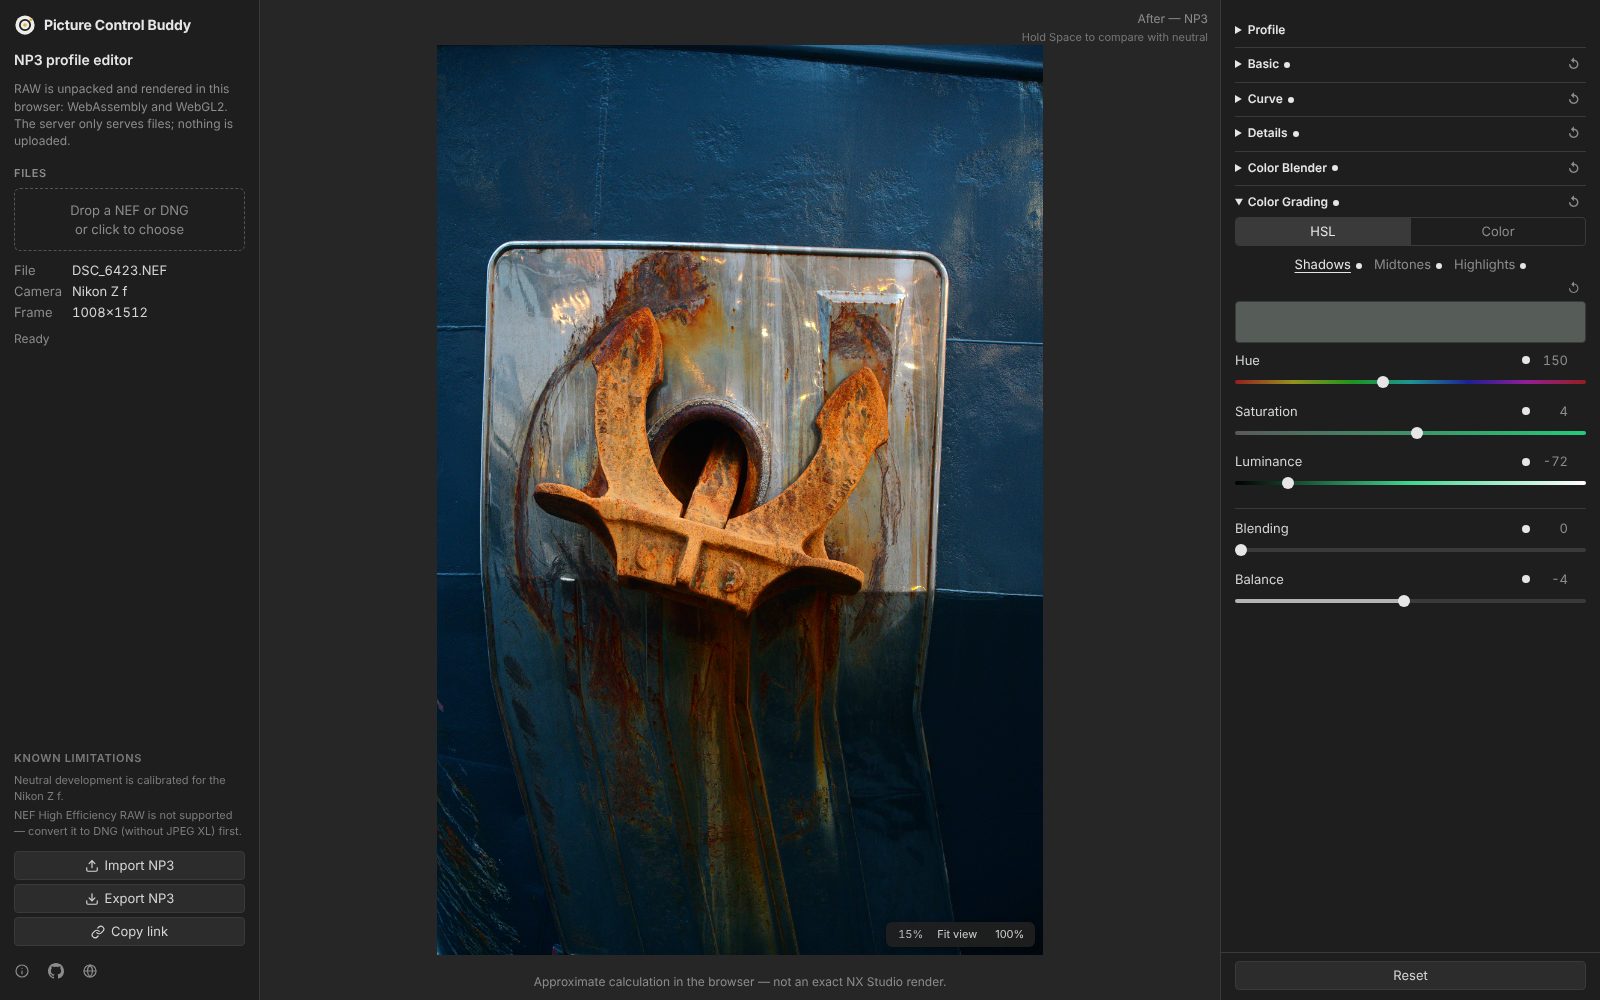 Picture Control Buddy
NP3 profile editor
RAW is unpacked and rendered in this
browser: WebAssembly and WebGL2.
The server only serves files; nothing is
uploaded.
FILES
Drop a NEF or DNG
or click to choose
File DSC_6423.NEF
Camera Nikon Z f
Frame 1008×1512
Ready
KNOWN LIMITATIONS
Neutral development is calibrated for the
Nikon Z f.
NEF High Efficiency RAW is not supported
— convert it to DNG (without JPEG XL) first.
Import NP3
Export NP3
Copy link
After — NP3
Hold Space to compare with neutral
15% Fit view 100%
Approximate calculation in the browser — not an exact NX Studio render.
Profile
Basic
Curve
Details
Color Blender
Color Grading
HSL Color
Shadows Midtones Highlights
Hue 150
Saturation 4
Luminance -72
Blending 0
Balance -4
Reset